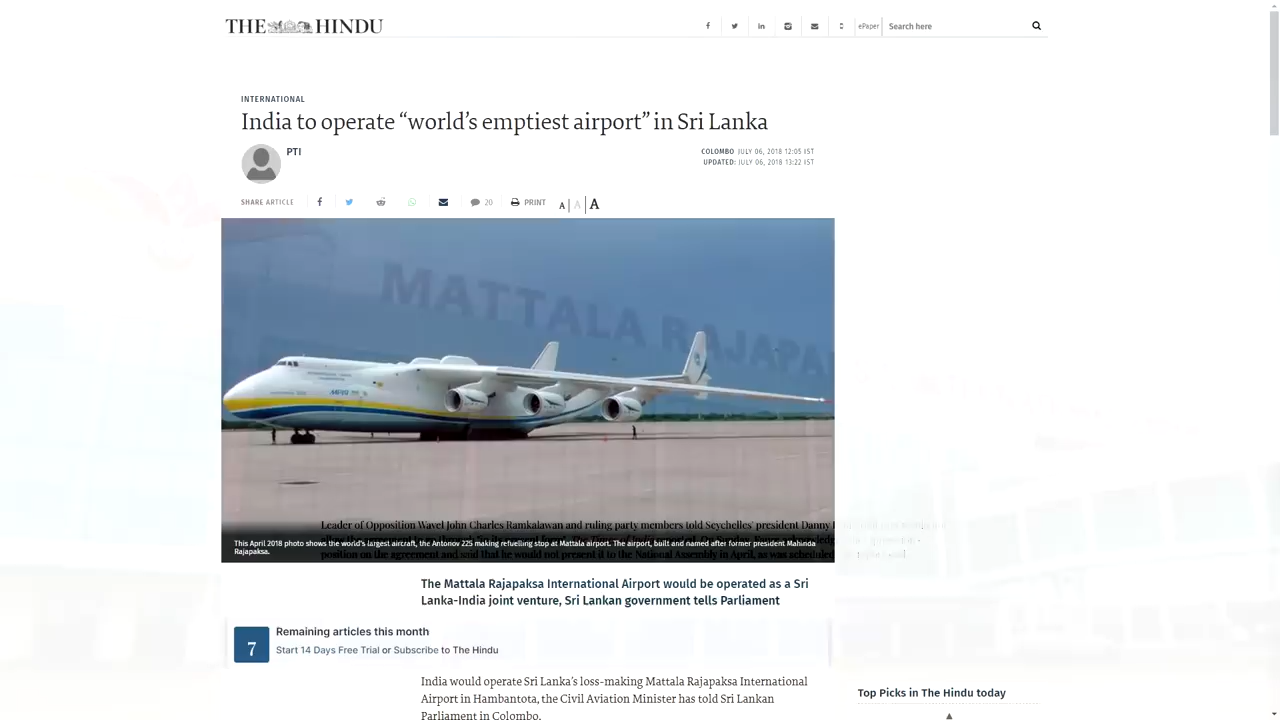 THE HINDU
ePaper
Search here
INTERNATIONAL
India to operate “world’s emptiest airport” in Sri Lanka
PTI
COLOMBO JULY 06, 2018 12:05 IST
UPDATED: JULY 06, 2018 13:22 IST
SHARE ARTICLE
20
PRINT
A | A | A
MATTALA RAJAPA
Leader of Opposition Wavel John Charles Ramkalawan and ruling party members told Seychelles' president Danny
This April 2018 photo shows the world's largest aircraft, the Antonov 225 making refuelling stop at Mattala airport. The airport, built and named after former president Mahinda
Rajapaksa.
position on the agreement and said that he would not present it to the National Assembly in April, as was scheduled
The Mattala Rajapaksa International Airport would be operated as a Sri
Lanka-India joint venture, Sri Lankan government tells Parliament
7
Remaining articles this month
Start 14 Days Free Trial or Subscribe to The Hindu
India would operate Sri Lanka’s loss-making Mattala Rajapaksa International
Airport in Hambantota, the Civil Aviation Minister has told Sri Lankan
Parliament in Colombo.
Top Picks in The Hindu today